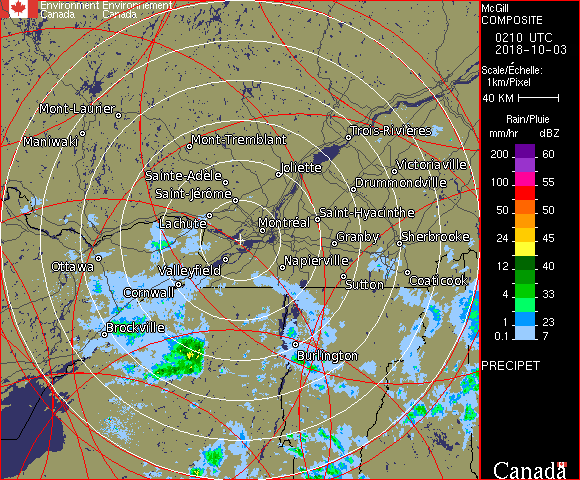 Environment Environnement
Canada Canada
McGill
COMPOSITE
0210 UTC
2018-10-03
Scale/Échelle:
1km/Pixel
40 KM
Rain/Pluie
mm/hr dBZ
200 60
100 55
50 50
24 45
12 40
4 33
1 23
0.1 7
PRECIPET
Canada
Mont-Laurier
Maniwaki
Mont-Tremblant
Trois-Rivières
Joliette
Victoriaville
Sainte-Adèle
Drummondville
Saint-Jérôme
Lachute
Saint-Hyacinthe
Montréal
Granby
Sherbrooke
Ottawa
Valleyfield
Napierville
Sutton
Coaticook
Cornwall
Brockville
Burlington